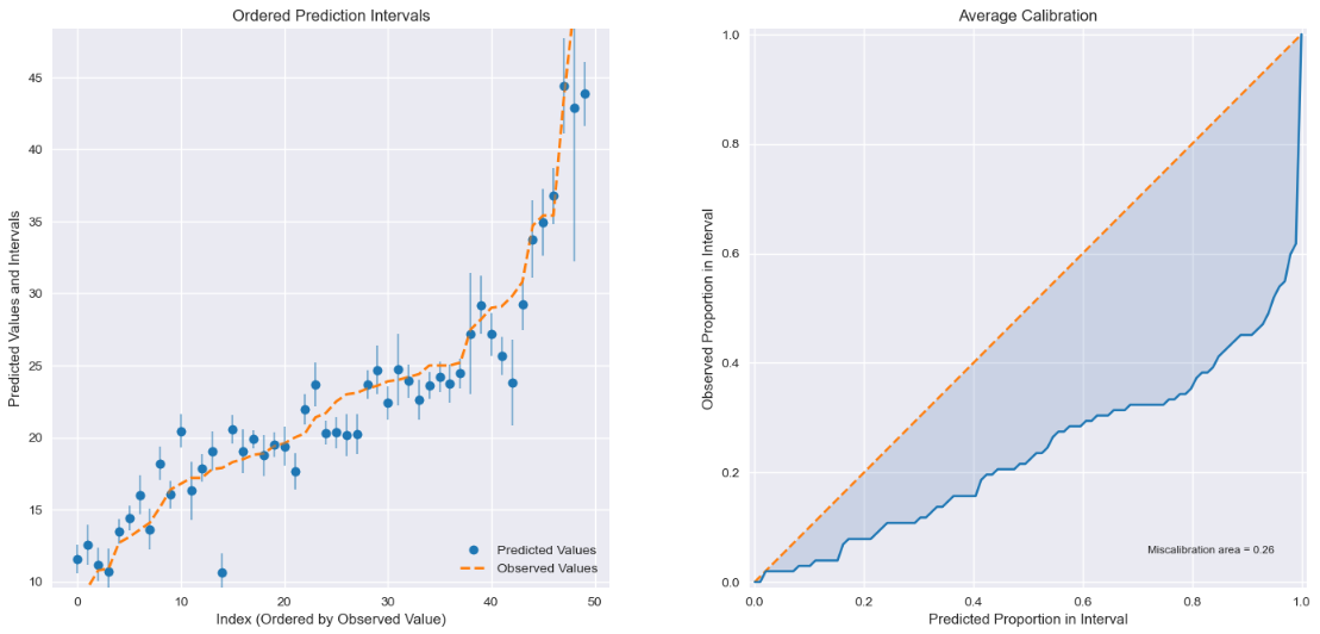 Ordered Prediction Intervals
Predicted Values and Intervals
45
40
35
30
25
20
15
10
0
10
20
30
40
50
Index (Ordered by Observed Value)
Predicted Values
Observed Values
Average Calibration
Observed Proportion in Interval
1.0
0.8
0.6
0.4
0.2
0.0
0.0
0.2
0.4
0.6
0.8
1.0
Predicted Proportion in Interval
Miscalibration area = 0.26